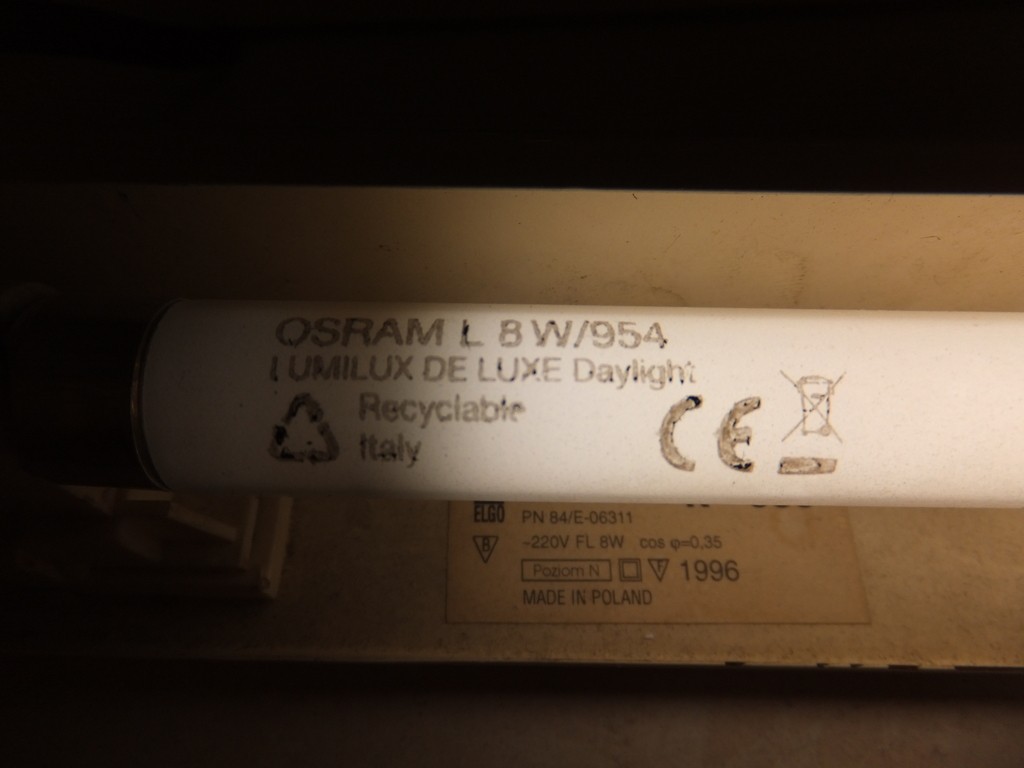 OSRAM L 8 W/954
LUMILUX DE LUXE Daylight
Recyclable
Italy
CE
ELGO
PN 84/E-06311
B
~220V FL 8W cos φ=0,35
Poziom N F 1996
MADE IN POLAND